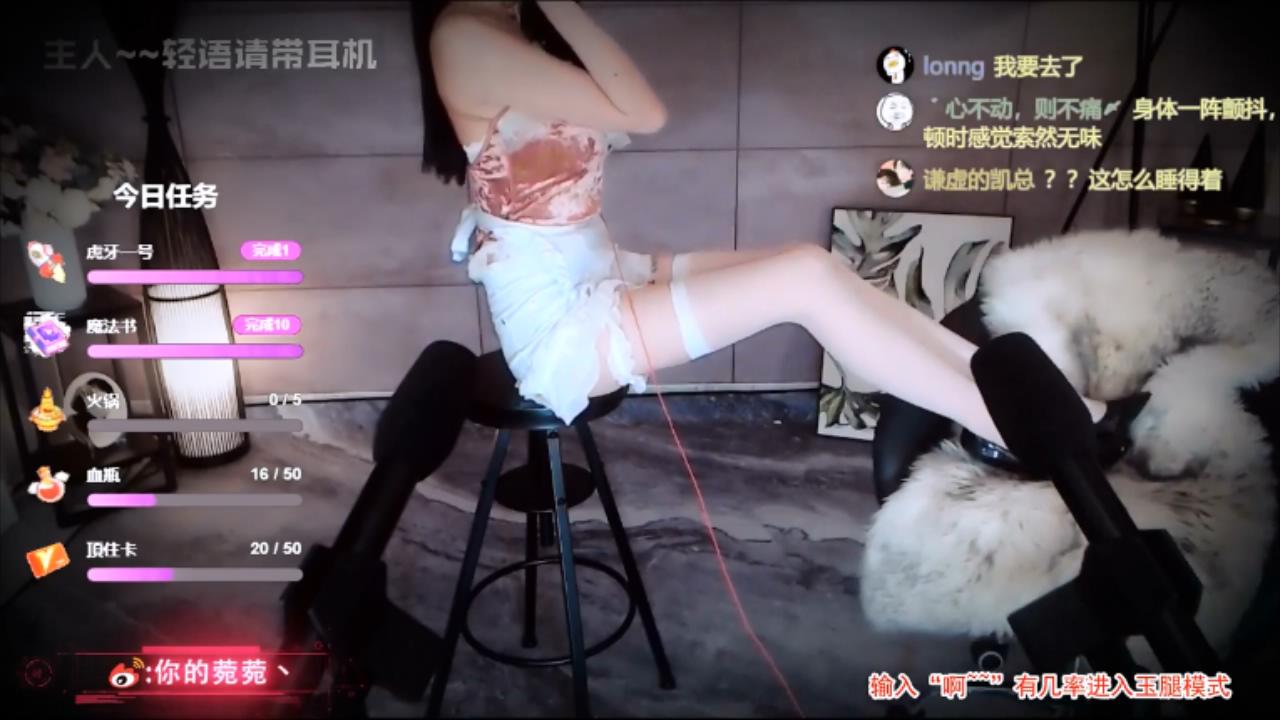 主人~~轻语请带耳机
lonng 我要去了
心不动，则不痛 身体一阵颤抖，
顿时感觉索然无味
谦虚的凯总 ？？这怎么睡得着
今日任务
虎牙一号 完成1
魔法书 完成10
火锅 0 / 5
血瓶 16 / 50
顶住卡 20 / 50
:你的菀菀丶
输入“啊~~”有几率进入玉腿模式